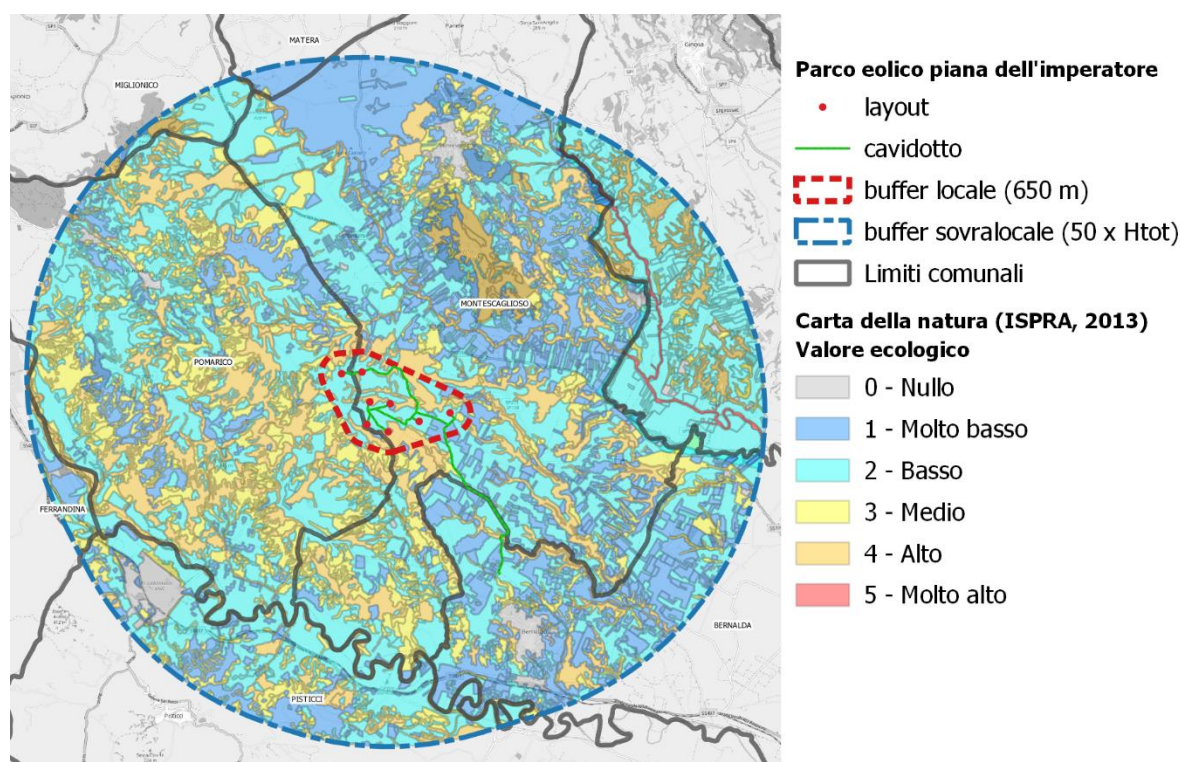 MATERA
Ginosa
MIGLIONICO
MONTESCAGLIOSO
POMARICO
FERRANDINA
BERNALDA
PISTICCI
Pisticci
Parco eolico piana dell'imperatore
layout
cavidotto
buffer locale (650 m)
buffer sovralocale (50 x Htot)
Limiti comunali
Carta della natura (ISPRA, 2013)
Valore ecologico
0 - Nullo
1 - Molto basso
2 - Basso
3 - Medio
4 - Alto
5 - Molto alto